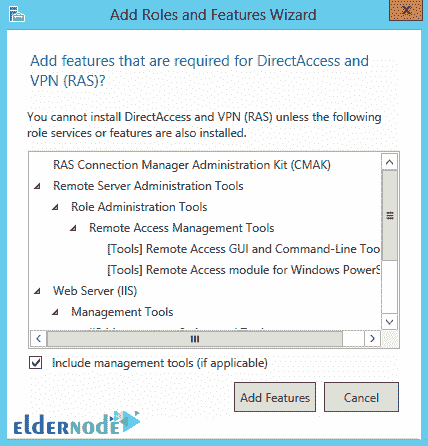 Add Roles and Features Wizard
x
Add features that are required for DirectAccess and
VPN (RAS)?
You cannot install DirectAccess and VPN (RAS) unless the following
role services or features are also installed.
RAS Connection Manager Administration Kit (CMAK)
Remote Server Administration Tools
Role Administration Tools
Remote Access Management Tools
[Tools] Remote Access GUI and Command-Line Too
[Tools] Remote Access module for Windows PowerS
Web Server (IIS)
Management Tools
Include management tools (if applicable)
Add Features
Cancel
eldernode